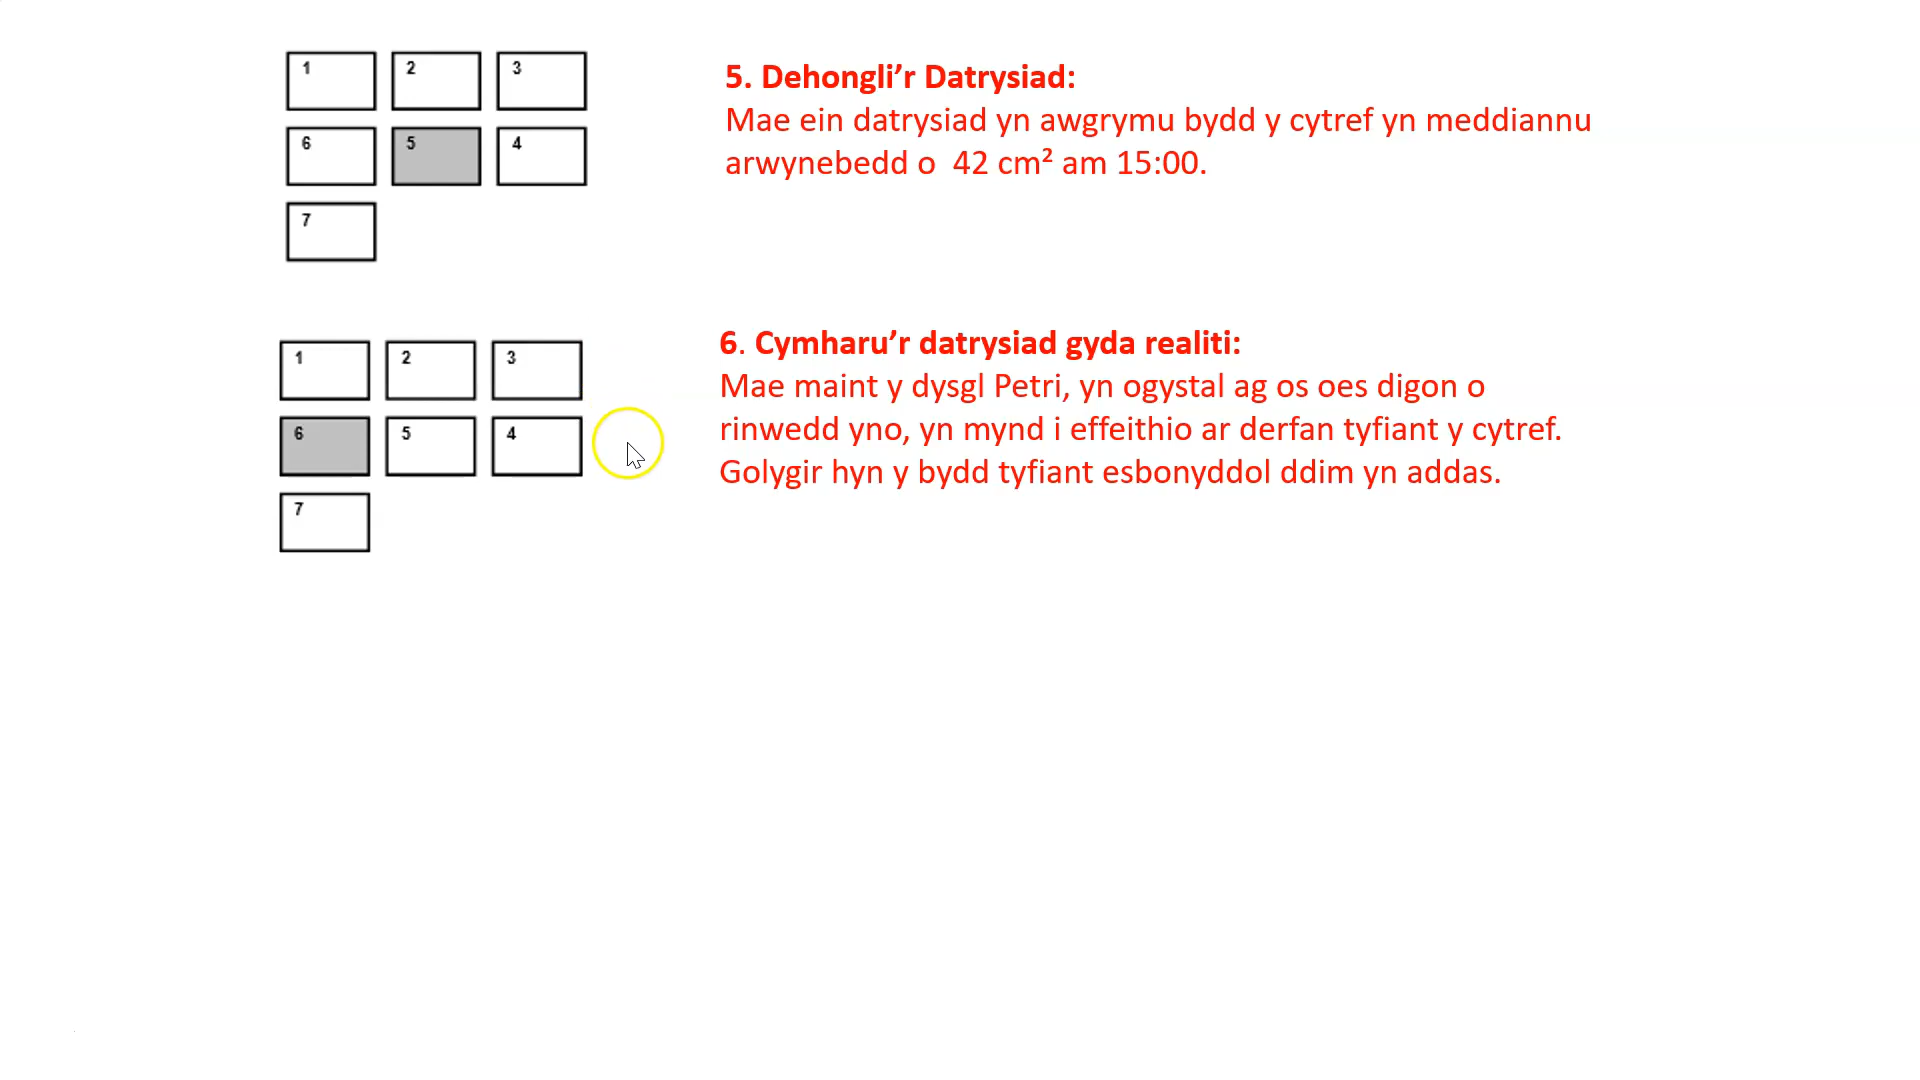 1 2 3
6 5 4
7
5. Dehongli’r Datrysiad:
Mae ein datrysiad yn awgrymu bydd y cytref yn meddiannu
arwynebedd o 42 cm² am 15:00.
1 2 3
6 5 4
7
6. Cymharu’r datrysiad gyda realiti:
Mae maint y dysgl Petri, yn ogystal ag os oes digon o
rinwedd yno, yn mynd i effeithio ar derfan tyfiant y cytref.
Golygir hyn y bydd tyfiant esbonyddol ddim yn addas.